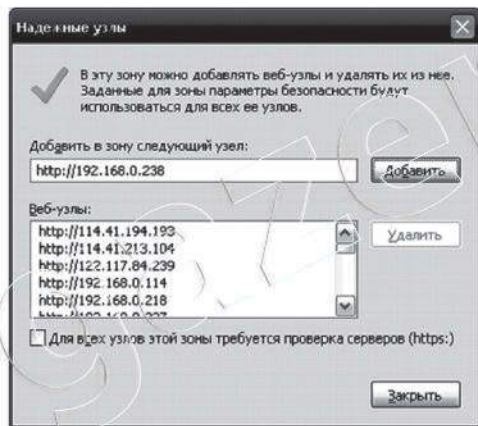 Надежные узлы
В эту зону можно добавлять веб-узлы и удалять их из нее.
Заданные для зоны параметры безопасности будут
использоваться для всех ее узлов.
Добавить в зону следующий узел:
http://192.168.0.238
Добавить
Веб-узлы:
http://114.41.194.193
http://114.41.213.104
http://122.117.84.239
http://192.168.0.114
http://192.168.0.218
Удалить
Для всех узлов этой зоны требуется проверка серверов (https:)
Закрыть